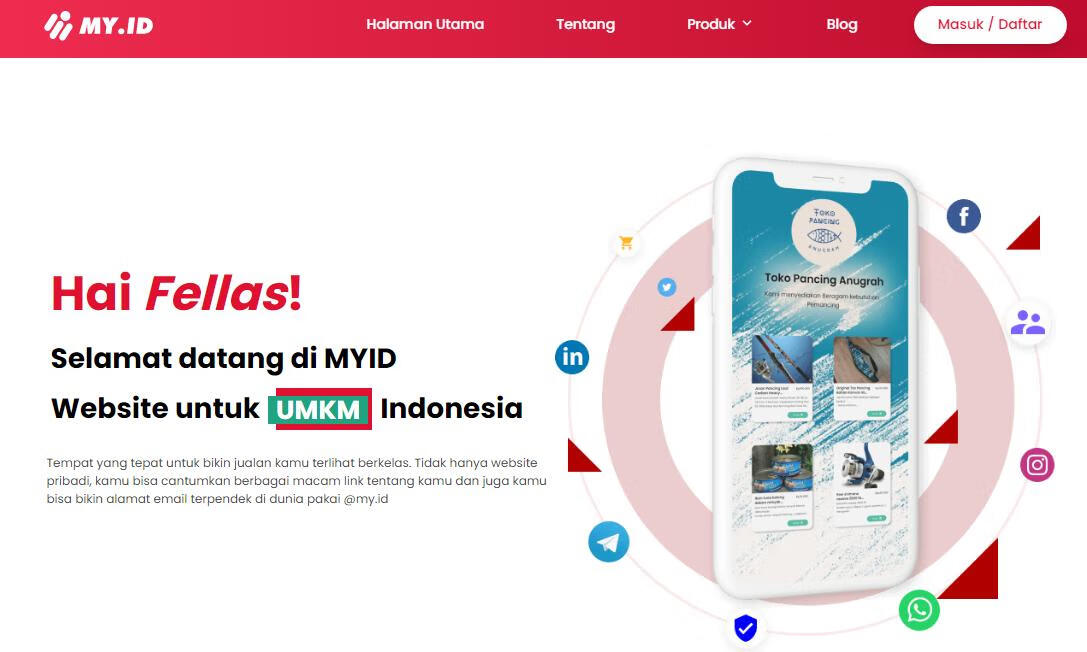 MY.ID
Halaman Utama
Tentang
Produk
Blog
Masuk / Daftar
Hai Fellas!
Selamat datang di MYID
Website untuk UMKM Indonesia
Tempat yang tepat untuk bikin jualan kamu terlihat berkelas. Tidak hanya website
pribadi, kamu bisa cantumkan berbagai macam link tentang kamu dan juga kamu
bisa bikin alamat email terpendek di dunia pakai @my.id
TOKO
PANCING
ANUGRAH
Toko Pancing Anugrah
Kami menyediakan Beragam kebutuhan
Pemancing
in
f